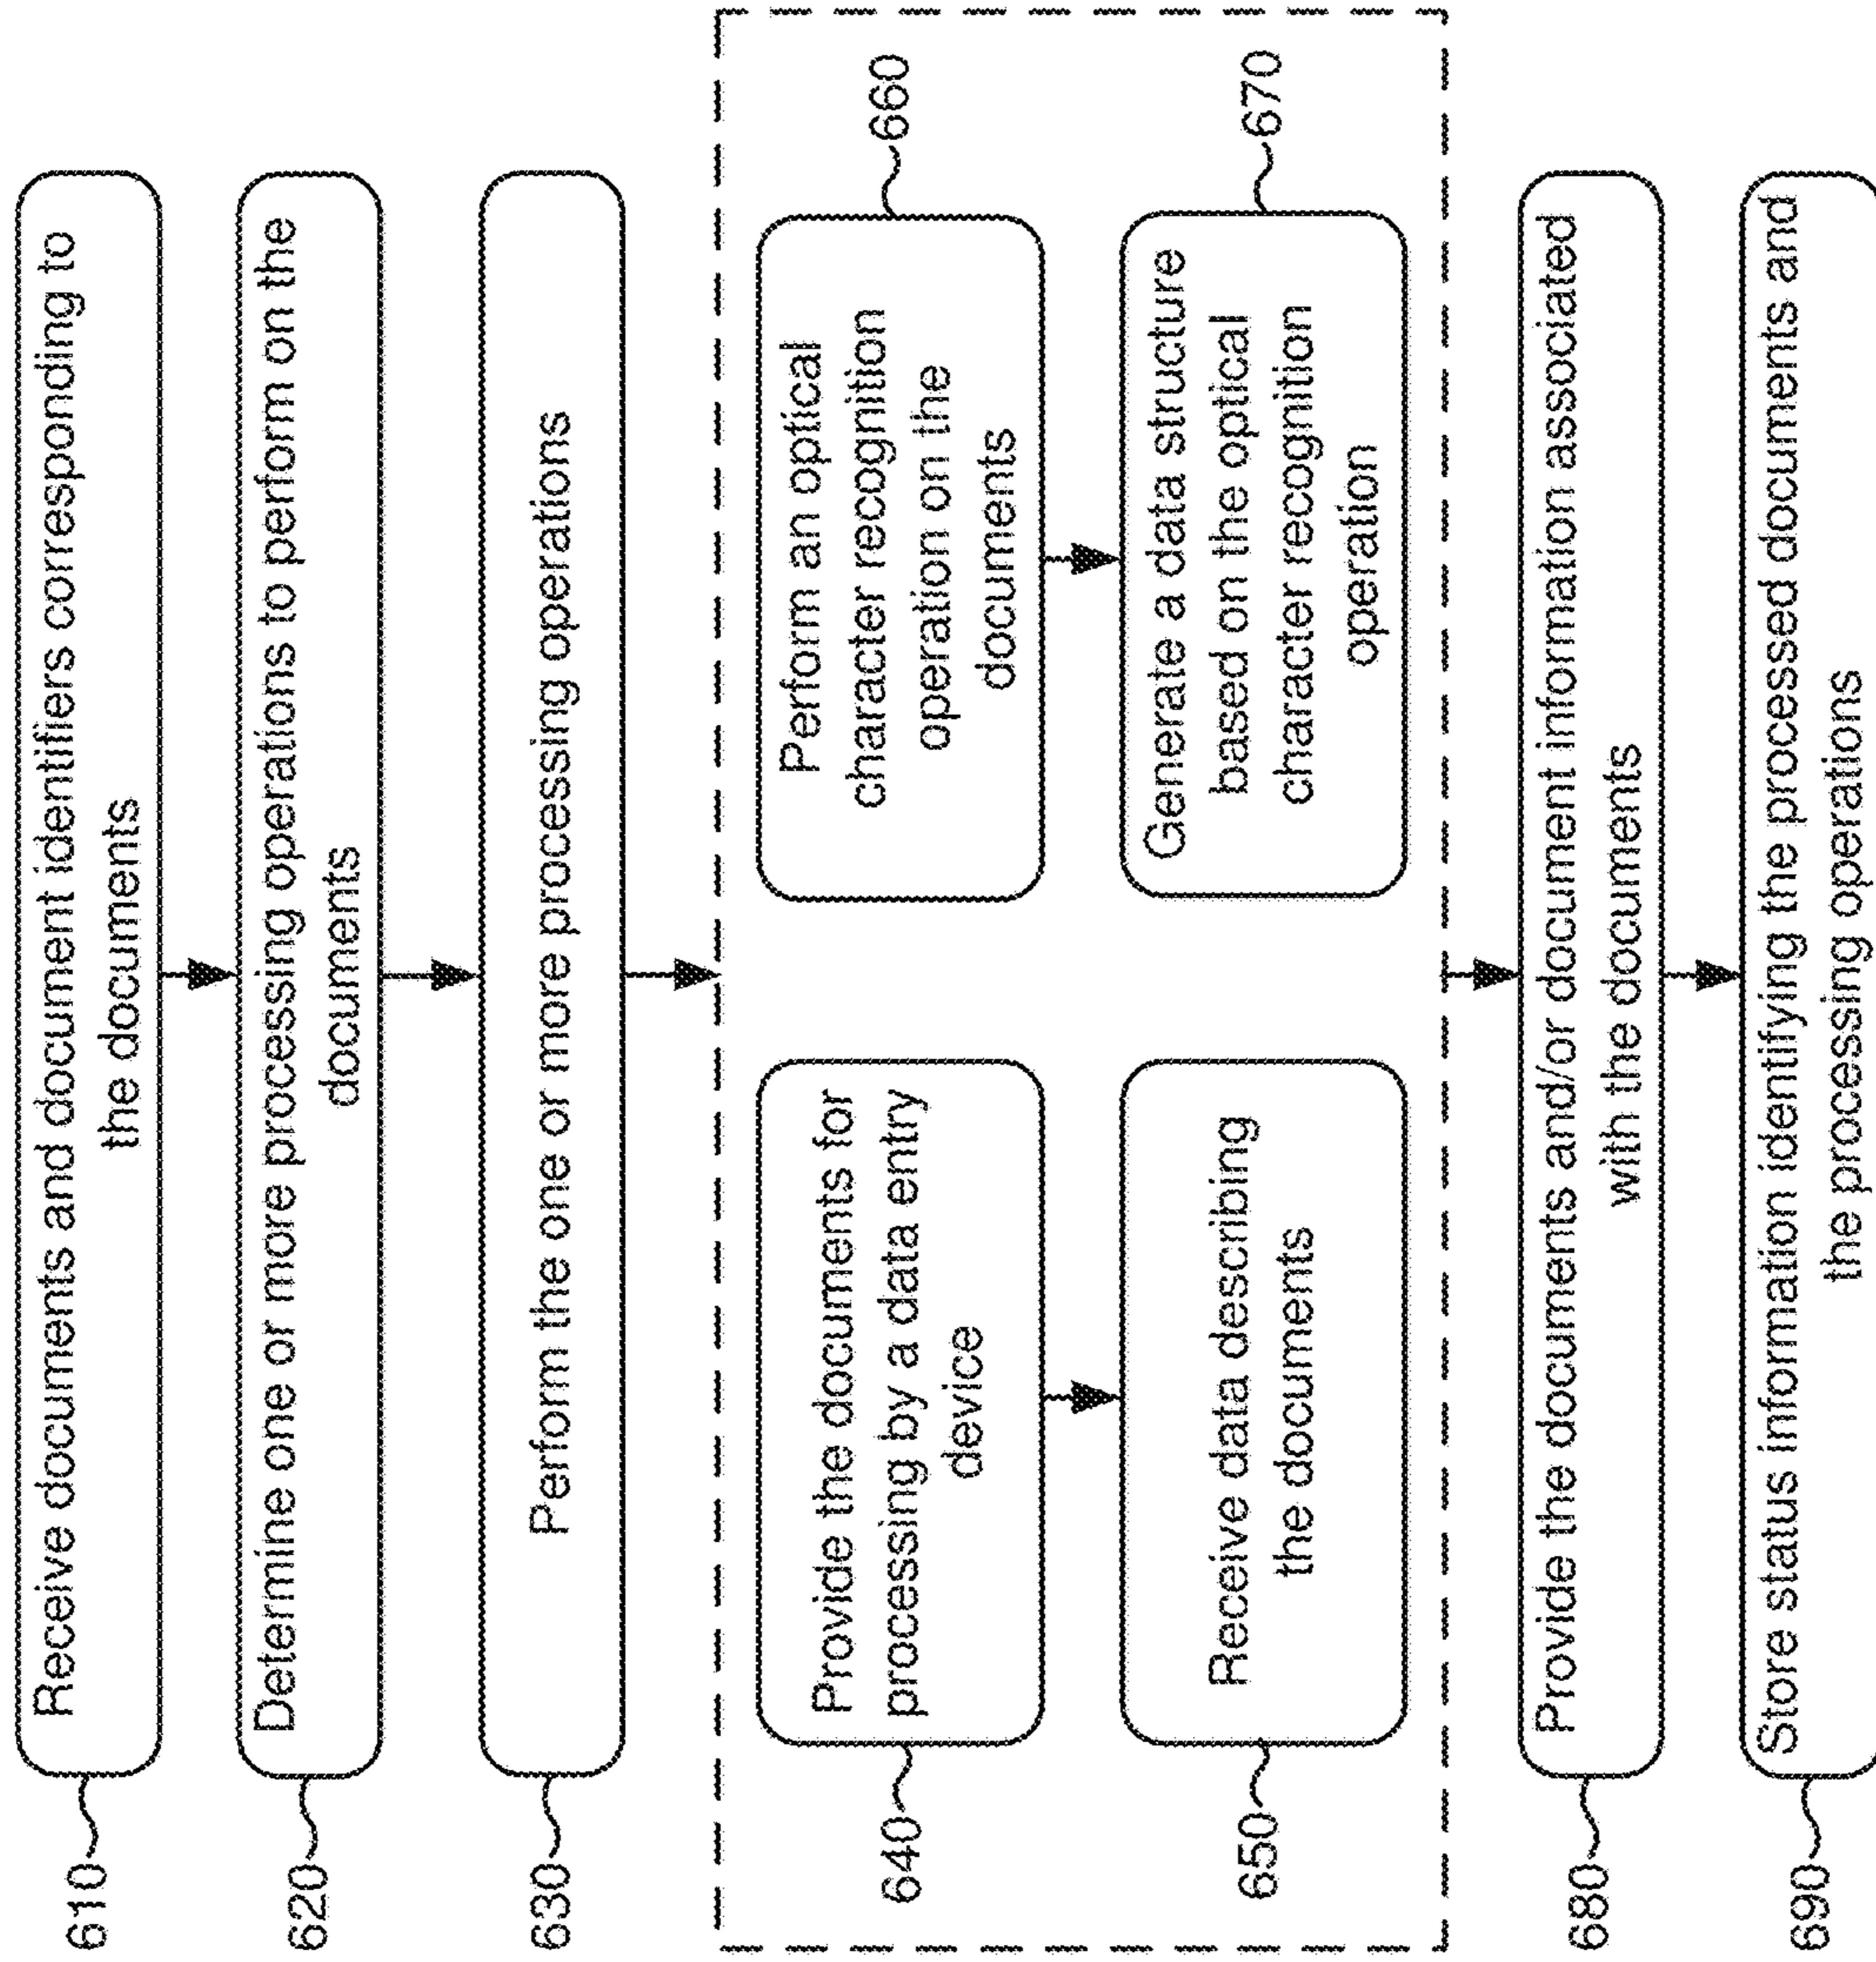 610
Receive documents and document identifiers corresponding to
the documents
620
Determine one or more processing operations to perform on the
documents
630
Perform the one or more processing operations
640
Provide the documents for
processing by a data entry
device
650
Receive data describing
the documents
660
Perform an optical
character recognition
operation on the
documents
670
Generate a data structure
based on the optical
character recognition
operation
680
Provide the documents and/or document information associated
with the documents
690
Store status information identifying the processed documents and
the processing operations